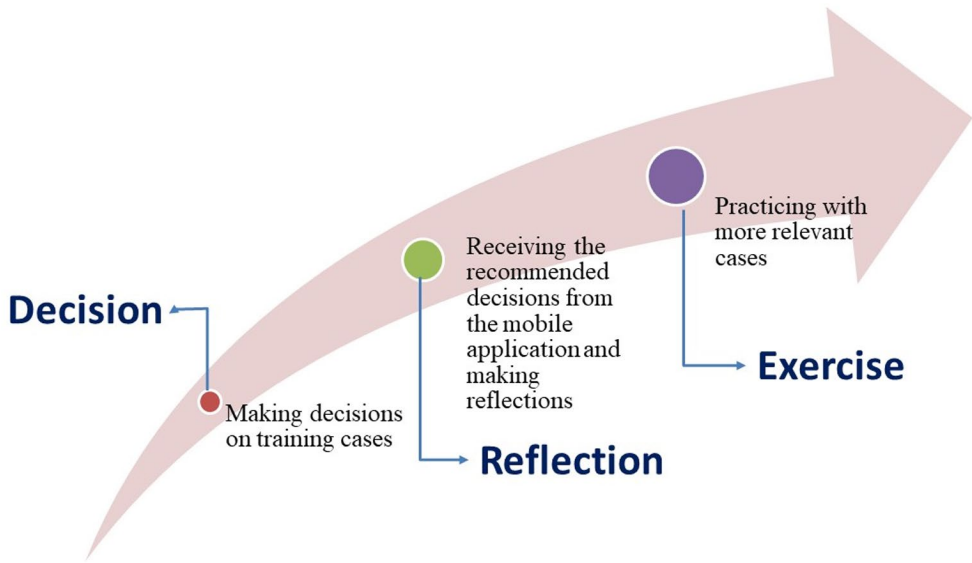 Decision
Making decisions
on training cases
Receiving the
recommended
decisions from
the mobile
application and
making
reflections
Reflection
Practicing with
more relevant
cases
Exercise